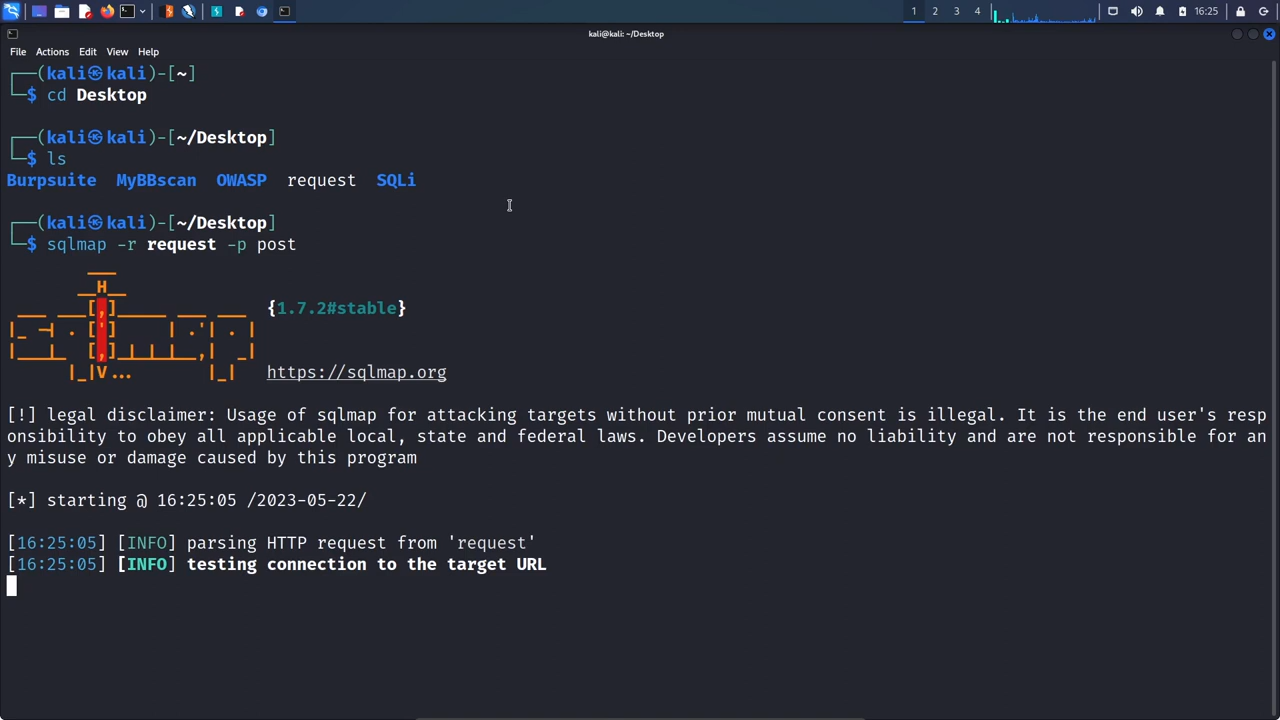 16:25
kali@kali: ~/Desktop
File Actions Edit View Help
1 2 3 4
┌──(kali㉿kali)-[~]
└─$ cd Desktop
┌──(kali㉿kali)-[~/Desktop]
└─$ ls
Burpsuite MyBBscan OWASP request SQLi
┌──(kali㉿kali)-[~/Desktop]
└─$ sqlmap -r request -p post
{1.7.2#stable}
https://sqlmap.org
[!] legal disclaimer: Usage of sqlmap for attacking targets without prior mutual consent is illegal. It is the end user's resp
onsibility to obey all applicable local, state and federal laws. Developers assume no liability and are not responsible for an
y misuse or damage caused by this program
[*] starting @ 16:25:05 /2023-05-22/
[16:25:05] [INFO] parsing HTTP request from 'request'
[16:25:05] [INFO] testing connection to the target URL